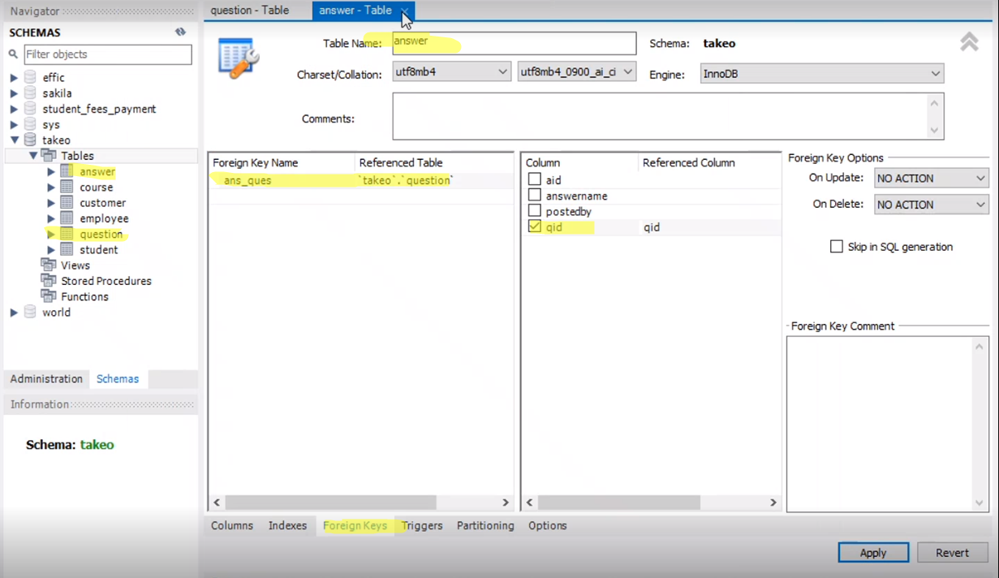 Navigator
SCHEMAS
Filter objects
effic
sakila
student_fees_payment
sys
takeo
Tables
answer
course
customer
employee
question
student
Views
Stored Procedures
Functions
world
Administration Schemas
Information
Schema: takeo
question - Table answer - Table
Table Name: answer Schema: takeo
Charset/Collation: utf8mb4 utf8mb4_0900_ai_ci Engine: InnoDB
Comments:
Foreign Key Name Referenced Table
ans_ques `takeo`.`question`
Column Referenced Column
aid
answername
postedby
qid qid
Foreign Key Options
On Update: NO ACTION
On Delete: NO ACTION
Skip in SQL generation
Foreign Key Comment
Columns Indexes Foreign Keys Triggers Partitioning Options
Apply Revert